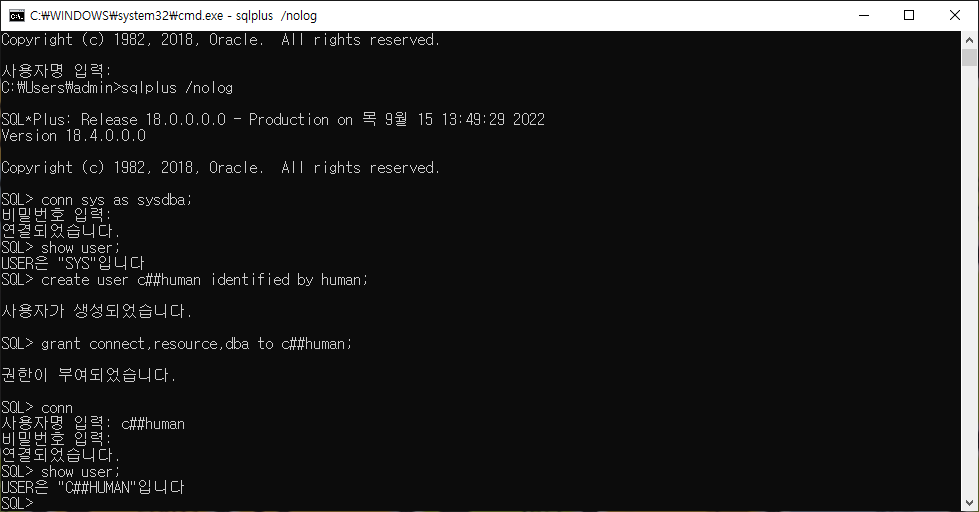 C:₩WINDOWS₩system32₩cmd.exe - sqlplus  /nolog
Copyright (c) 1982, 2018, Oracle.  All rights reserved.
사용자명 입력:
C:₩Users₩admin>sqlplus /nolog
SQL*Plus: Release 18.0.0.0.0 - Production on 목 9월 15 13:49:29 2022
Version 18.4.0.0.0
Copyright (c) 1982, 2018, Oracle.  All rights reserved.
SQL> conn sys as sysdba;
비밀번호 입력:
연결되었습니다.
SQL> show user;
USER은 "SYS"입니다
SQL> create user c##human identified by human;
사용자가 생성되었습니다.
SQL> grant connect,resource,dba to c##human;
권한이 부여되었습니다.
SQL> conn
사용자명 입력: c##human
비밀번호 입력:
연결되었습니다.
SQL> show user;
USER은 "C##HUMAN"입니다
SQL>